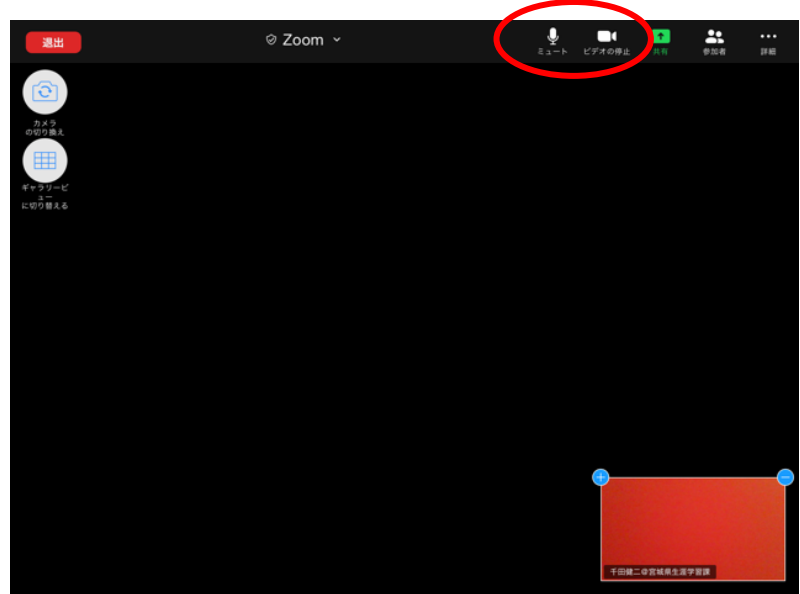 退出
Zoom
ミュート
ビデオの停止
共有
参加者
詳細
カメラ
の切り換え
ギャラリービ
ュー
に切り替える
千田健二@宮城県生涯学習課